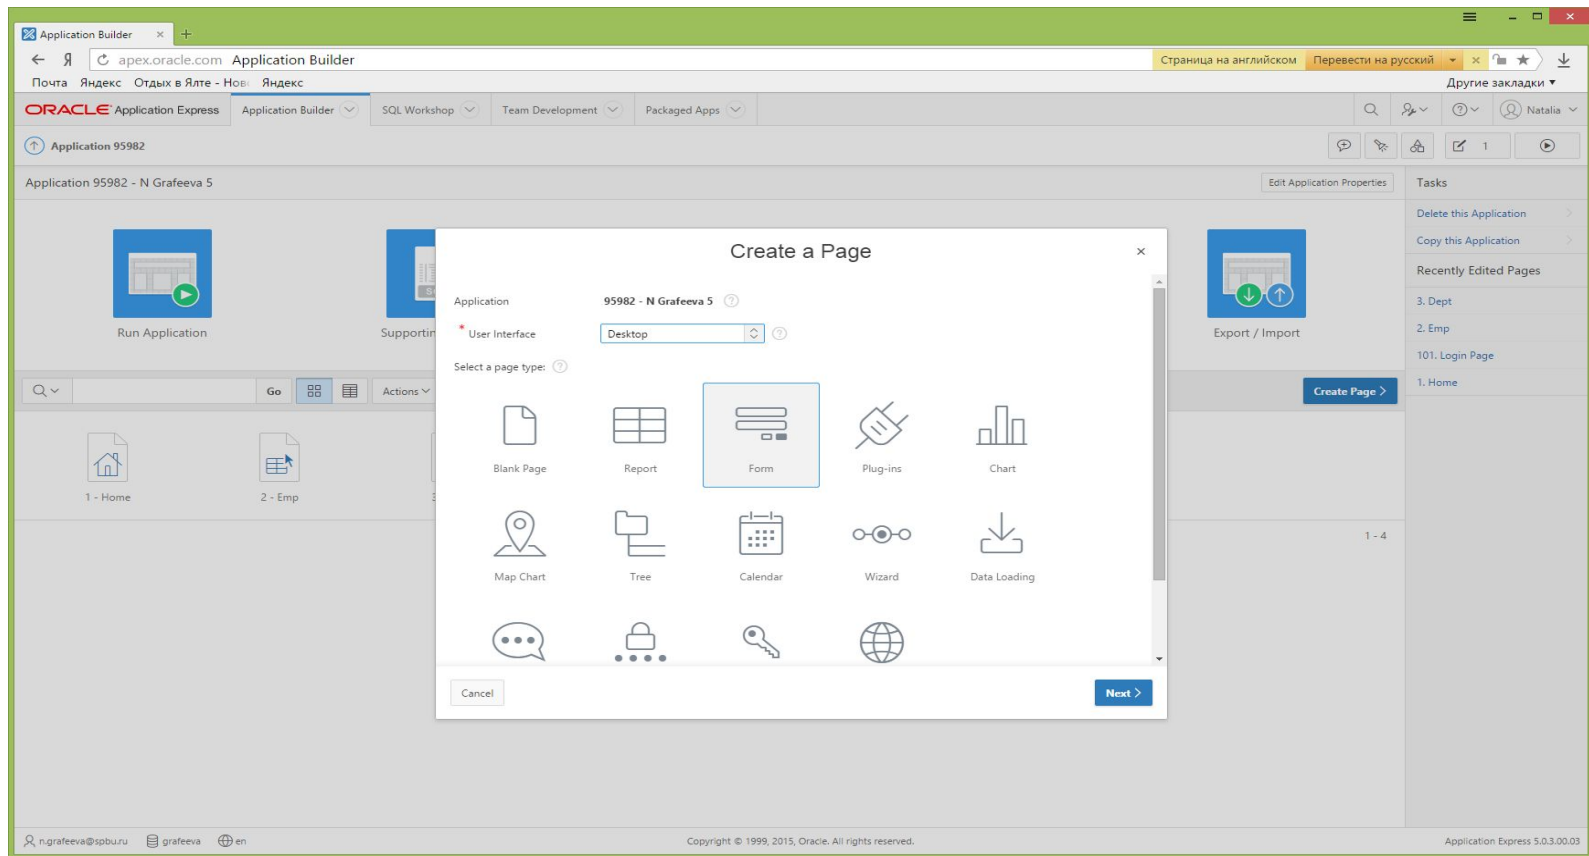 Application Builder
apex.oracle.com Application Builder
Страница на английском Перевести на русский
Почта Яндекс Отдых в Ялте - Нов Яндекс
Другие закладки
ORACLE Application Express Application Builder SQL Workshop Team Development Packaged Apps
Natalia
Application 95982
1
Application 95982 - N Grafeeva 5
Edit Application Properties
Tasks
Delete this Application
Copy this Application
Recently Edited Pages
3. Dept
2. Emp
101. Login Page
1. Home
Run Application
Supportin
Export / Import
Go
Actions
Create Page >
1 - Home
2 - Emp
3
1 - 4
Create a Page
Application 95982 - N Grafeeva 5
* User Interface Desktop
Select a page type:
Blank Page Report Form Plug-ins Chart
Map Chart Tree Calendar Wizard Data Loading
Cancel
Next >
n.grafeeva@spbu.ru grafeeva en
Copyright © 1999, 2015, Oracle. All rights reserved.
Application Express 5.0.3.00.03